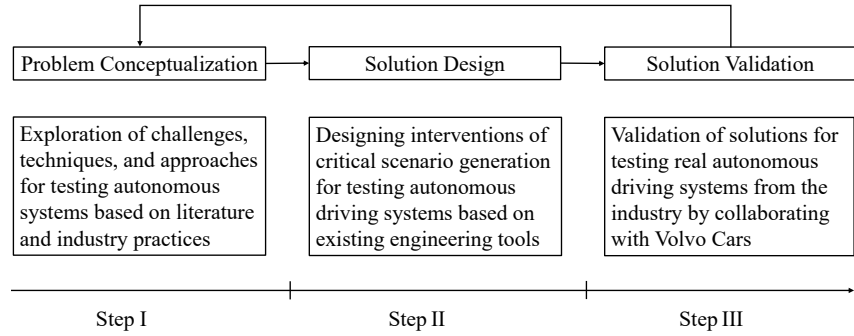 Problem Conceptualization
Solution Design
Solution Validation
Exploration of challenges,
techniques, and approaches
for testing autonomous
systems based on literature
and industry practices
Designing interventions of
critical scenario generation
for testing autonomous
driving systems based on
existing engineering tools
Validation of solutions for
testing real autonomous
driving systems from the
industry by collaborating
with Volvo Cars
Step I
Step II
Step III